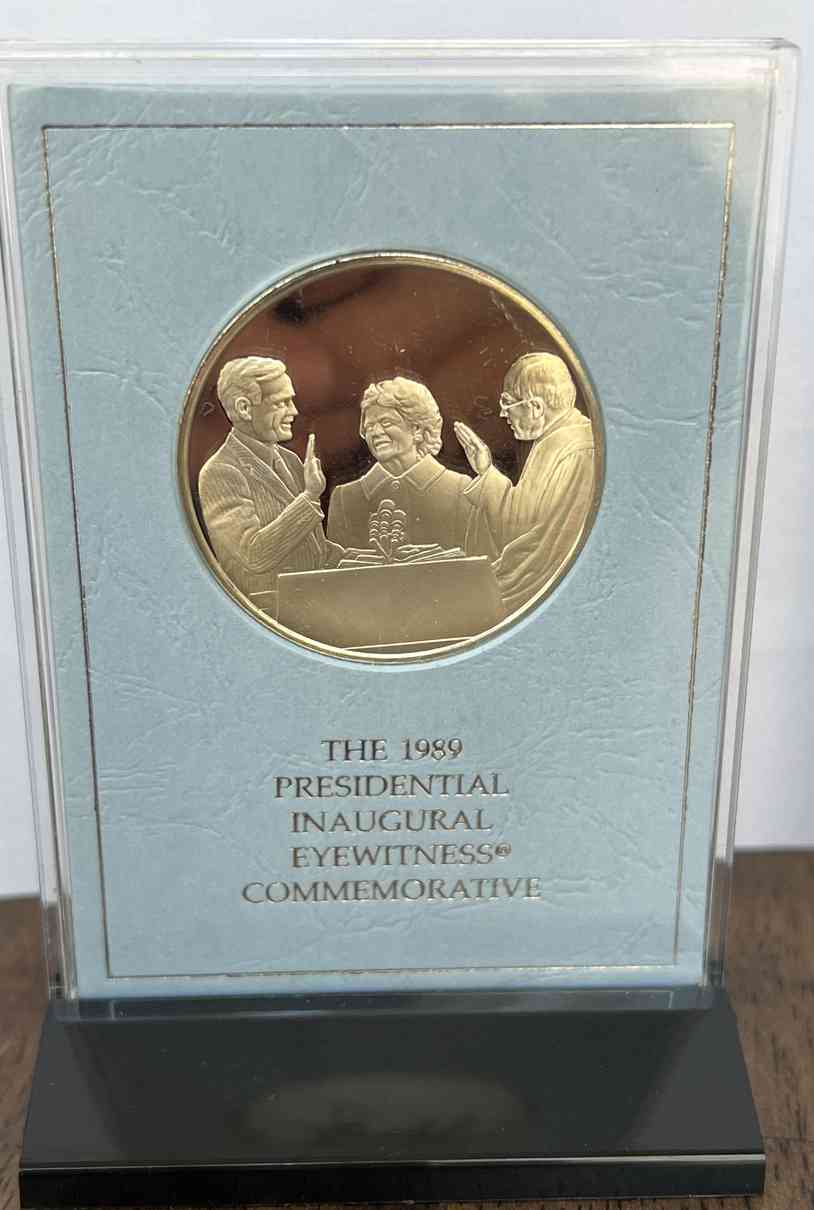 THE 1989
PRESIDENTIAL
INAUGURAL
EYEWITNESS®
COMMEMORATIVE